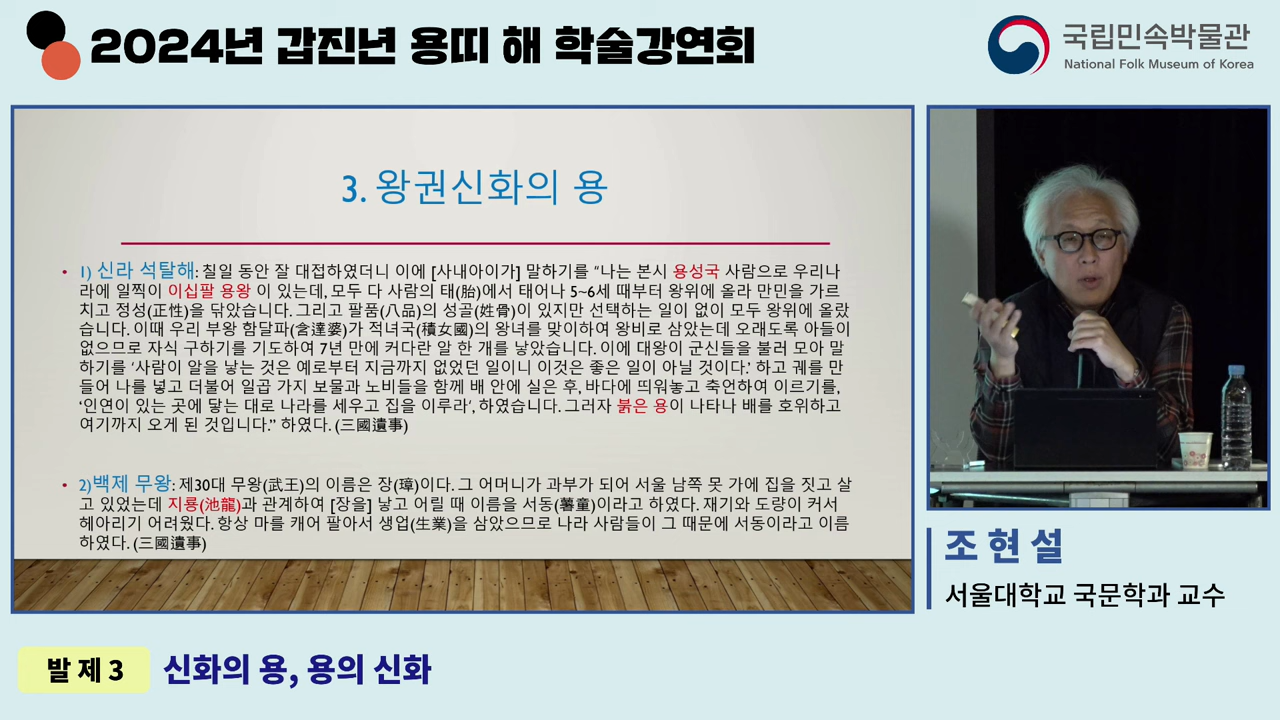 2024년 갑진년 용띠 해 학술강연회
국립민속박물관
National Folk Museum of Korea
3. 왕권신화의 용
• 1) 신라 석탈해: 칠일 동안 잘 대접하였더니 이에 [사내아이가] 말하기를 “나는 본시 용성국 사람으로 우리나
라에 일찍이 이십팔 용왕 이 있는데, 모두 다 사람의 태(胎)에서 태어나 5~6세 때부터 왕위에 올라 만민을 가르
치고 정성(正性)을 닦았습니다. 그리고 팔품(八品)의 성골(姓骨)이 있지만 선택하는 일이 없이 모두 왕위에 올랐
습니다. 이때 우리 부왕 함달파(含達婆)가 적녀국(積女國)의 왕녀를 맞이하여 왕비로 삼았는데 오래도록 아들이
없으므로 자식 구하기를 기도하여 7년 만에 커다란 알 한 개를 낳았습니다. 이에 대왕이 군신들을 불러 모아 말
하기를 ‘사람이 알을 낳는 것은 예로부터 지금까지 없었던 일이니 이것은 좋은 일이 아닐 것이다.’ 하고 궤를 만
들어 나를 넣고 더불어 일곱 가지 보물과 노비들을 함께 배 안에 실은 후, 바다에 띄워놓고 축언하여 이르기를,
‘인연이 있는 곳에 닿는 대로 나라를 세우고 집을 이루라‘, 하였습니다. 그러자 붉은 용이 나타나 배를 호위하고
여기까지 오게 된 것입니다.” 하였다. (三國遺事)
• 2)백제 무왕: 제30대 무왕(武王)의 이름은 장(璋)이다. 그 어머니가 과부가 되어 서울 남쪽 못 가에 집을 짓고 살
고 있었는데 지룡(池龍)과 관계하여 [장을] 낳고 어릴 때 이름을 서동(薯童)이라고 하였다. 재기와 도량이 커서
헤아리기 어려웠다. 항상 마를 캐어 팔아서 생업(生業)을 삼았으므로 나라 사람들이 그 때문에 서동이라고 이름
하였다. (三國遺事)
조현설
서울대학교 국문학과 교수
발제3 신화의 용, 용의 신화